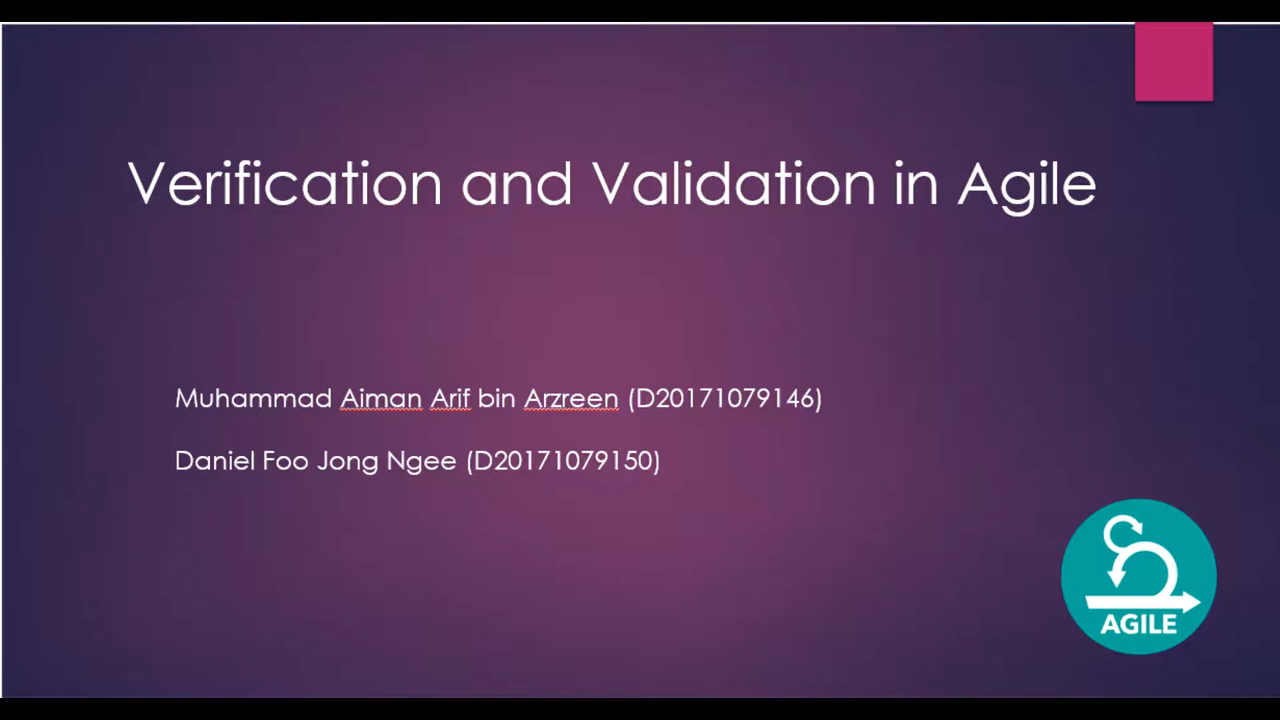 Verification and Validation in Agile
Muhammad Aiman Arif bin Arzreen (D20171079146)
Daniel Foo Jong Ngee (D20171079150)
AGILE